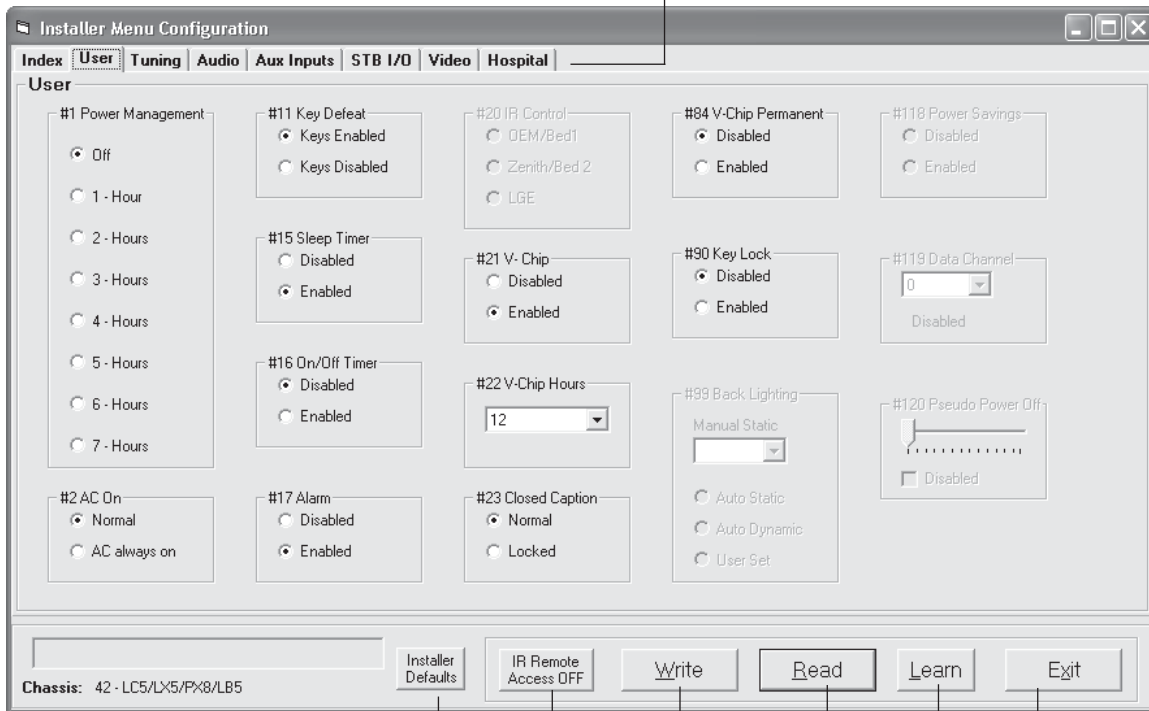 Installer Menu Configuration
Index User Tuning Audio Aux Inputs STB I/O Video Hospital
User
#1 Power Management
Off
1 - Hour
2 - Hours
3 - Hours
4 - Hours
5 - Hours
6 - Hours
7 - Hours
#2 AC On
Normal
AC always on
#11 Key Defeat
Keys Enabled
Keys Disabled
#15 Sleep Timer
Disabled
Enabled
#16 On/Off Timer
Disabled
Enabled
#17 Alarm
Disabled
Enabled
#20 IR Control
OEM/Bed1
Zenith/Bed 2
LGE
#21 V- Chip
Disabled
Enabled
#22 V-Chip Hours
12
#23 Closed Caption
Normal
Locked
#84 V-Chip Permanent
Disabled
Enabled
#90 Key Lock
Disabled
Enabled
#99 Back Lighting
Manual Static
Auto Static
Auto Dynamic
User Set
#118 Power Savings
Disabled
Enabled
#119 Data Channel
0
Disabled
#120 Pseudo Power Off
Disabled
Chassis: 42 - LC5/LX5/PX8/LB5
Installer
Defaults
IR Remote
Access OFF
Write
Read
Learn
Exit